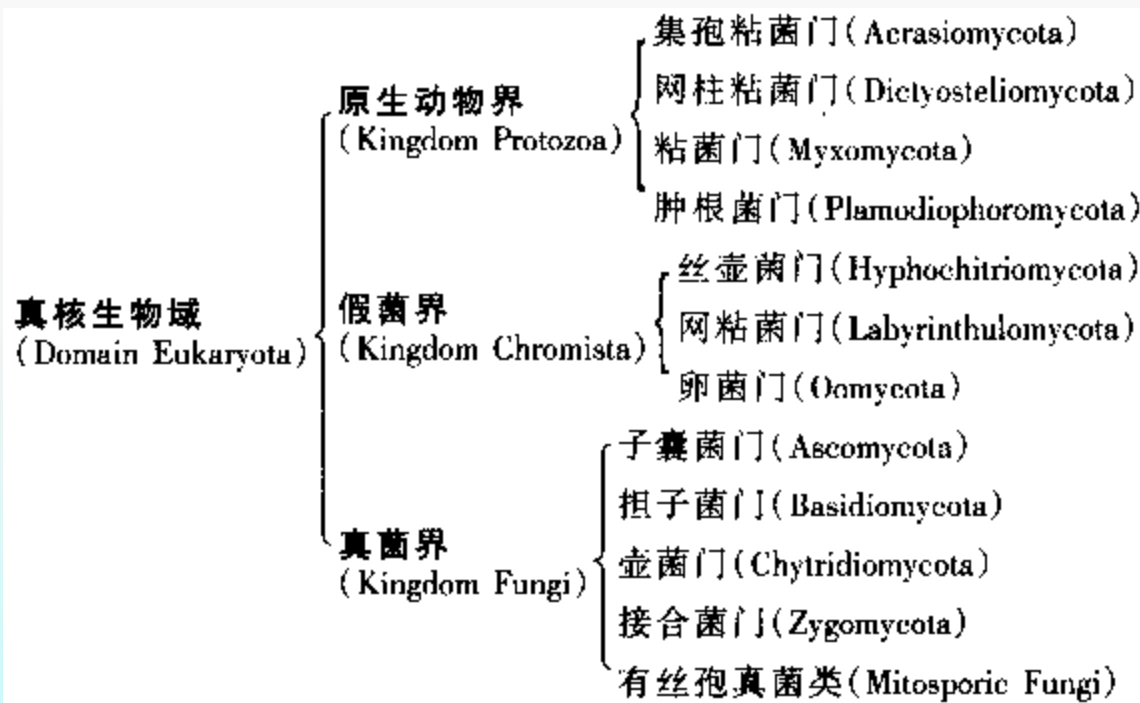 真核生物域
(Domain Eukaryota)
原生动物界
(Kingdom Protozoa)
集孢粘菌门(Acrasiomycota)
网柱粘菌门(Dictyosteliomycota)
粘菌门(Myxomycota)
肿根菌门(Plamodiophoromycota)
假菌界
(Kingdom Chromista)
丝壶菌门(Hyphochitriomycota)
网粘菌门(Labyrinthulomycota)
卵菌门(Oomycota)
真菌界
(Kingdom Fungi)
子囊菌门(Ascomycota)
担子菌门(Basidiomycota)
壶菌门(Chytridiomycota)
接合菌门(Zygomycota)
有丝孢真菌类(Mitosporic Fungi)